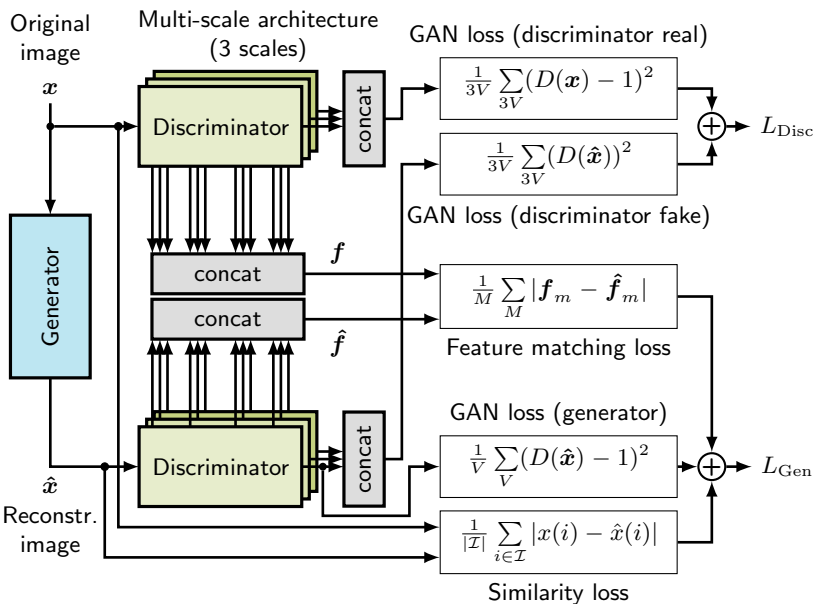 Original
image
x
Multi-scale architecture
(3 scales)
GAN loss (discriminator real)
Discriminator
concat
1/3V ∑_{3V} (D(x) − 1)²
L_Disc
1/3V ∑_{3V} (D(x̂))²
GAN loss (discriminator fake)
Generator
concat
f
1/M ∑_M |f_m − f̂_m|
concat
f̂
Feature matching loss
GAN loss (generator)
Discriminator
concat
1/V ∑_V (D(x̂) − 1)²
L_Gen
x̂
Reconstr.
image
1/|ℐ| ∑_{i∈ℐ} |x(i) − x̂(i)|
Similarity loss